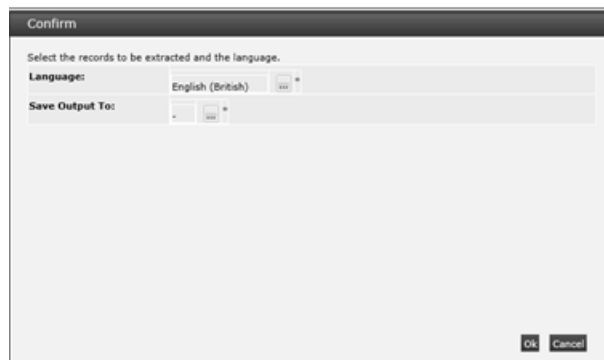 Confirm
Select the records to be extracted and the language.
Language: English (British) ... *
Save Output To: - ... *
Ok Cancel